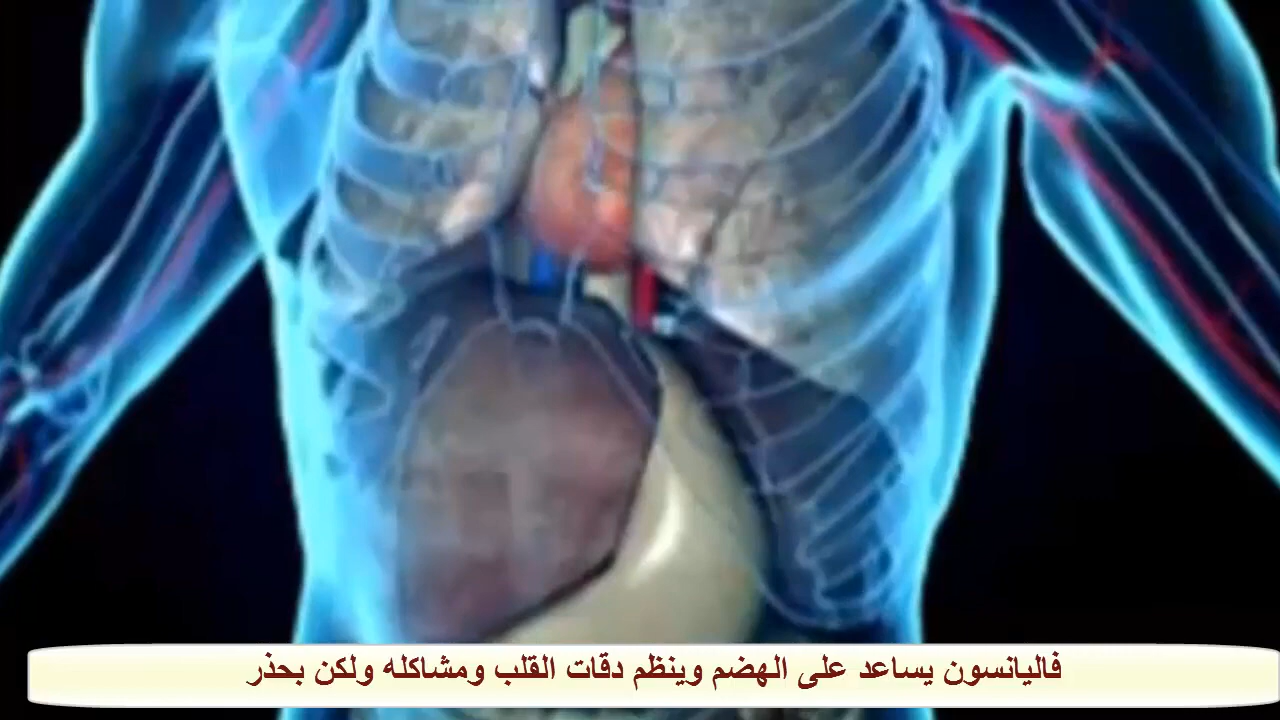 فاليانسون يساعد على الهضم وينظم دقات القلب ومشاكله ولكن بحذر